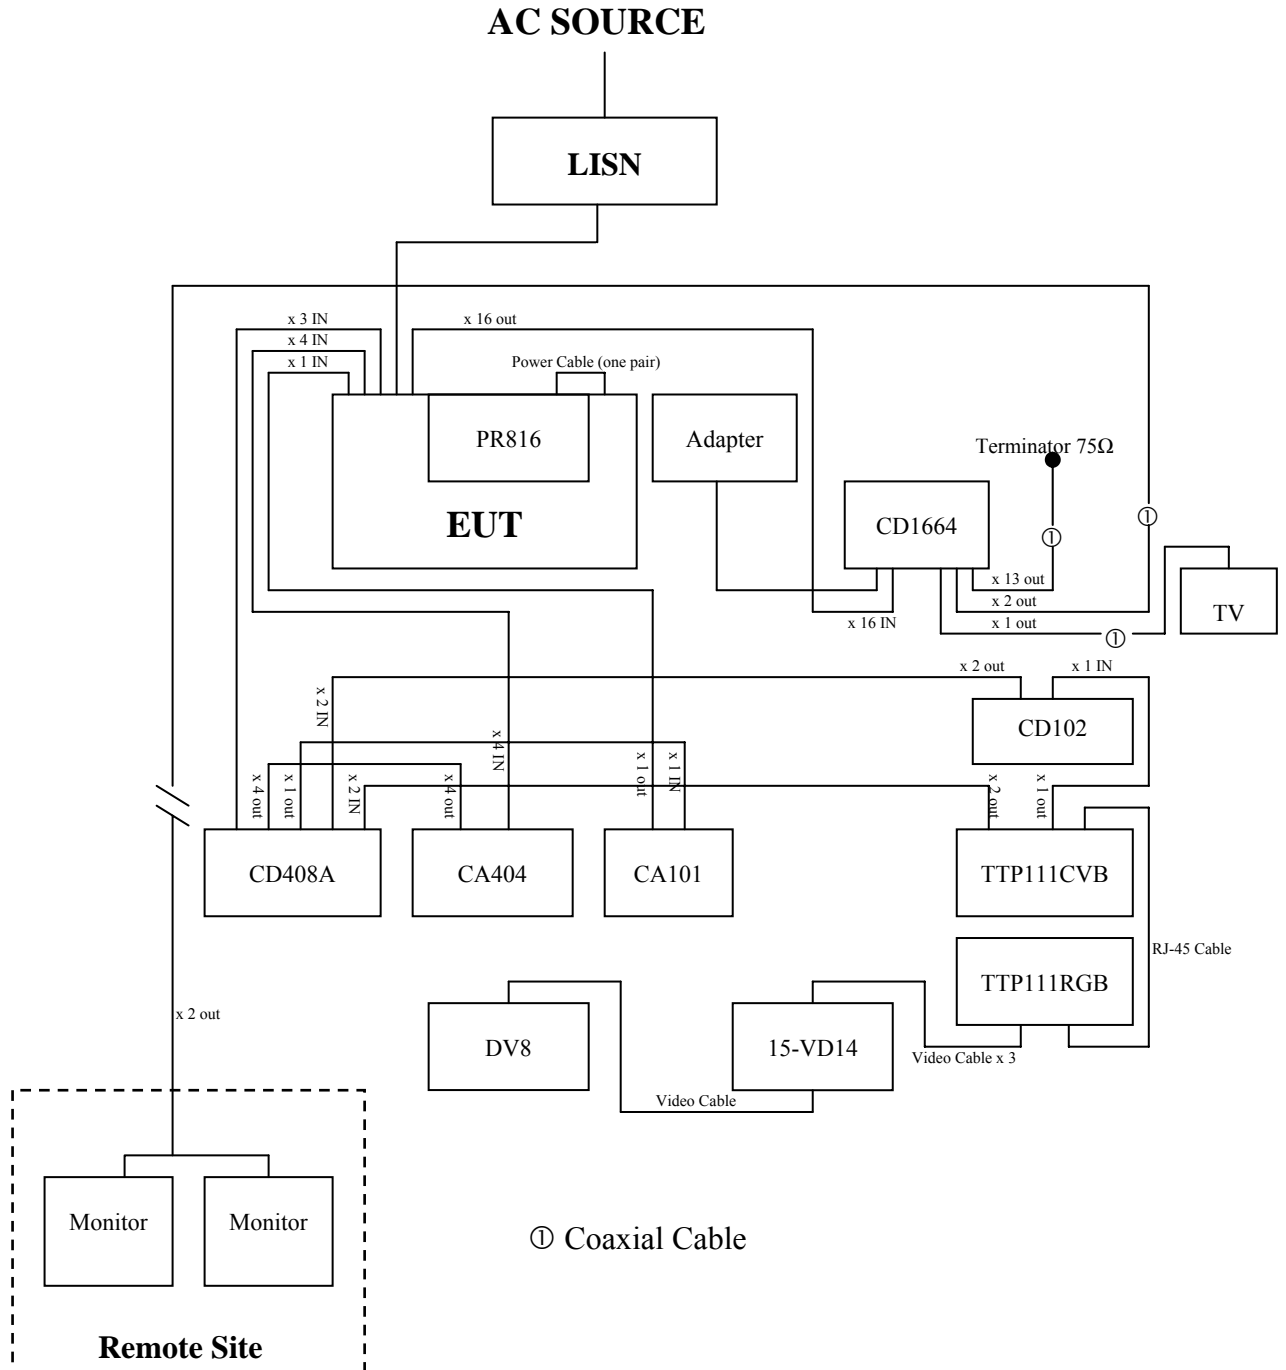 AC SOURCE
LISN
x 3 IN
x 16 out
x 4 IN
x 1 IN
Power Cable (one pair)
PR816
Adapter
Terminator 75Ω
EUT
CD1664
①
①
x 13 out
x 2 out
x 16 IN
x 1 out
①
TV
x 2 out
x 1 IN
x 2 IN
CD102
x 4 IN
x 4 out
x 1 out
x 2 IN
x 4 out
x 1 out
x 1 IN
x 2 out
x 1 out
CD408A
CA404
CA101
TTP111CVB
RJ-45 Cable
TTP111RGB
x 2 out
DV8
15-VD14
Video Cable x 3
Video Cable
Monitor
Monitor
① Coaxial Cable
Remote Site